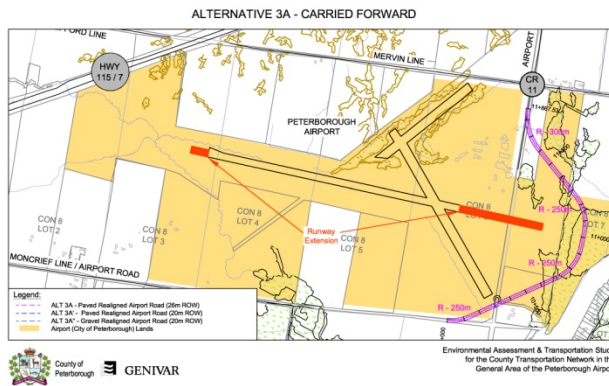 ALTERNATIVE 3A - CARRIED FORWARD
HWY
115 / 7
MERVIN LINE
AIRPORT
CR
11
PETERBOROUGH
AIRPORT
R - 300m
CON 8
LOT 2
CON 8
LOT 3
CON 8
LOT 4
CON 8
LOT 5
CON 8
LOT 7
R - 250m
11+000
R - 250m
R - 250m
Runway
Extension
MONCRIEF LINE / AIRPORT ROAD
Legend:
ALT 3A - Paved Realigned Airport Road (26m ROW)
ALT 3A' - Paved Realigned Airport Road (20m ROW)
ALT 3A" - Gravel Realigned Airport Road (20m ROW)
Airport (City of Peterborough) Lands
County of
Peterborough
GENIVAR
Environmental Assessment & Transportation Stud
for the County Transportation Network in th
General Area of the Peterborough Airpor